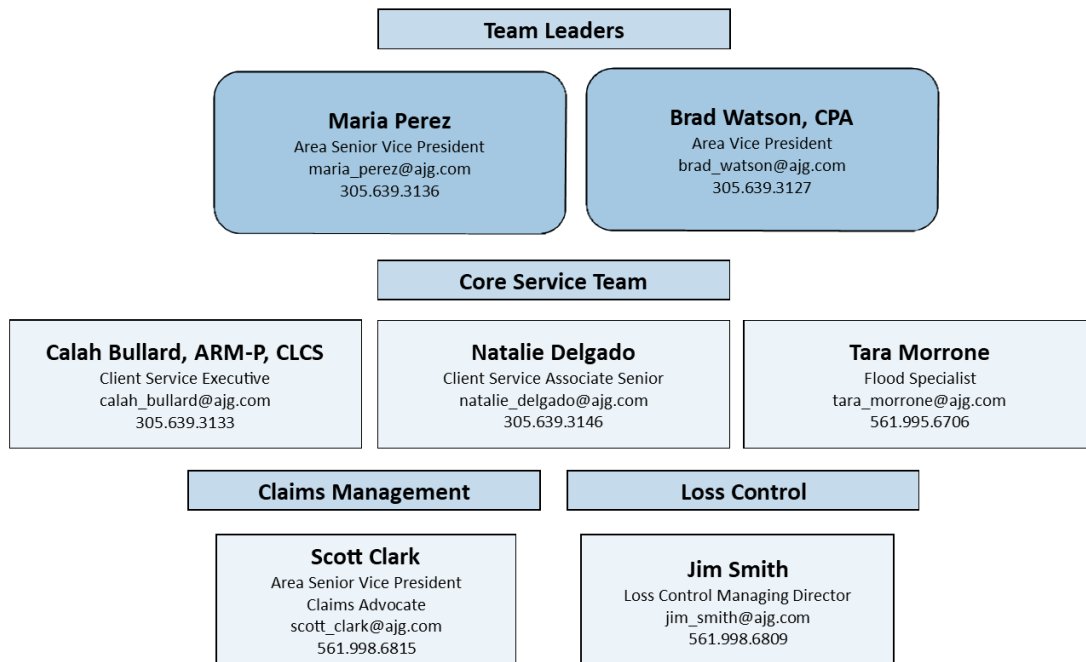 Team Leaders
Maria Perez
Area Senior Vice President
maria_perez@ajg.com
305.639.3136
Brad Watson, CPA
Area Vice President
brad_watson@ajg.com
305.639.3127
Core Service Team
Calah Bullard, ARM-P, CLCS
Client Service Executive
calah_bullard@ajg.com
305.639.3133
Natalie Delgado
Client Service Associate Senior
natalie_delgado@ajg.com
305.639.3146
Tara Morrone
Flood Specialist
tara_morrone@ajg.com
561.995.6706
Claims Management
Scott Clark
Area Senior Vice President
Claims Advocate
scott_clark@ajg.com
561.998.6815
Loss Control
Jim Smith
Loss Control Managing Director
jim_smith@ajg.com
561.998.6809